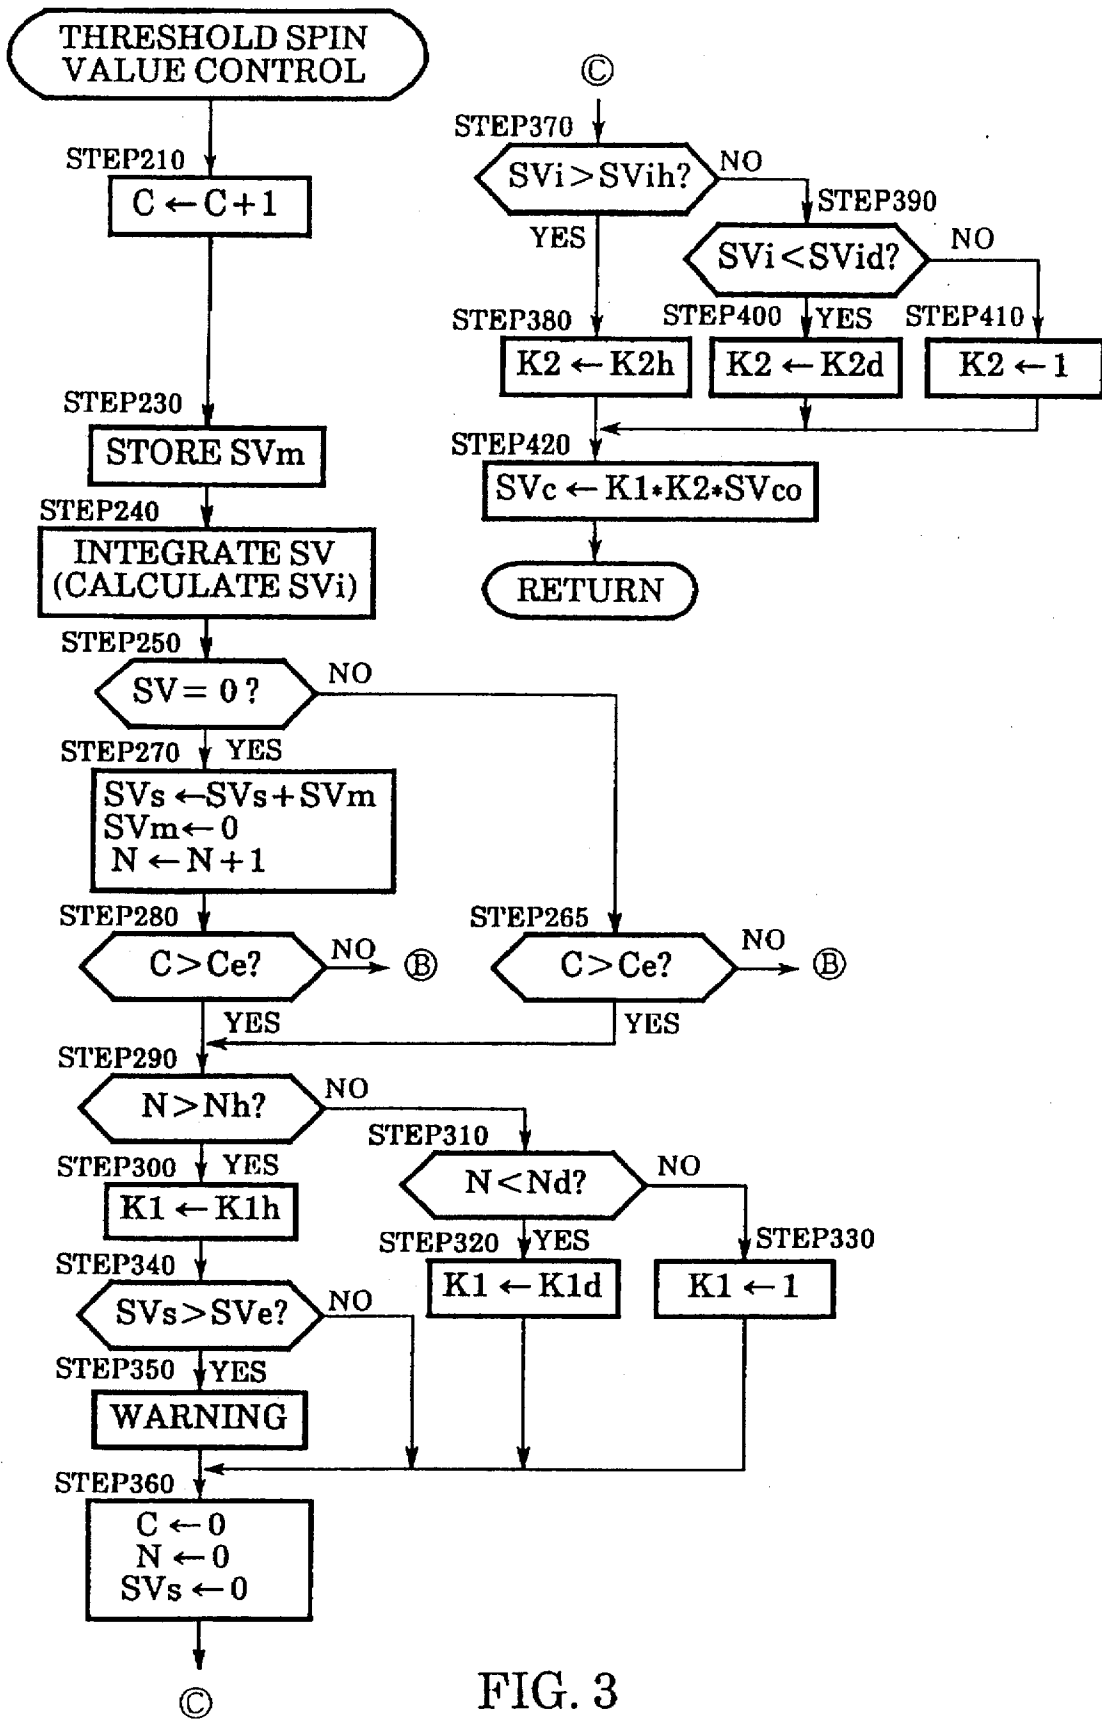 THRESHOLD SPIN
VALUE CONTROL
STEP210
C ← C + 1
STEP230
STORE SVm
STEP240
INTEGRATE SV
(CALCULATE SVi)
STEP250
SV = 0 ?
NO
YES
STEP270
SVs ← SVs + SVm
SVm ← 0
N ← N + 1
STEP280
C > Ce?
NO
Ⓑ
YES
STEP265
C > Ce?
NO
Ⓑ
YES
STEP290
N > Nh?
NO
YES
STEP300
K1 ← K1h
STEP310
N < Nd?
NO
YES
STEP320
K1 ← K1d
STEP330
K1 ← 1
STEP340
SVs > SVe?
NO
YES
STEP350
WARNING
STEP360
C ← 0
N ← 0
SVs ← 0
Ⓒ
Ⓒ
STEP370
SVi > SVih?
NO
YES
STEP390
SVi < SVid?
NO
YES
STEP380
K2 ← K2h
STEP400
K2 ← K2d
STEP410
K2 ← 1
STEP420
SVc ← K1*K2*SVco
RETURN
FIG. 3